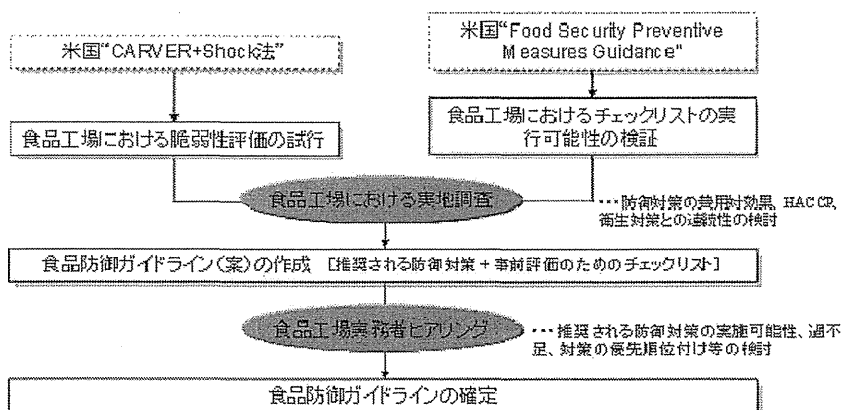 米国“CARVER+Shock法”
米国“Food Security Preventive
Measures Guidance”
食品工場における脆弱性評価の試行
食品工場におけるチェックリストの実
行可能性の検証
食品工場における実地調査
･･･防御対策の費用対効果、HACCP、
衛生対策との連続性の検討
食品防御ガイドライン(案)の作成 [推奨される防御対策+事前評価のためのチェックリスト]
食品工場実務者ヒアリング
･･･推奨される防御対策の実施可能性、過不
足、対策の優先順位付け等の検討
食品防御ガイドラインの確定